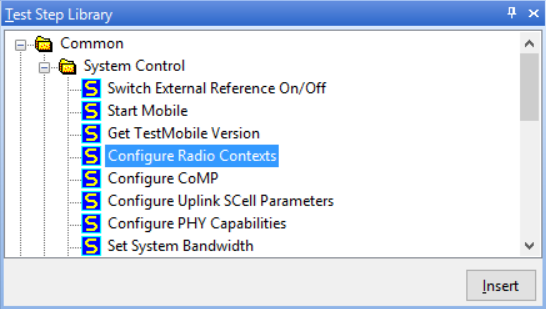 Test Step Library
Common
System Control
S Switch External Reference On/Off
S Start Mobile
S Get TestMobile Version
S Configure Radio Contexts
S Configure CoMP
S Configure Uplink SCell Parameters
S Configure PHY Capabilities
S Set System Bandwidth
Insert